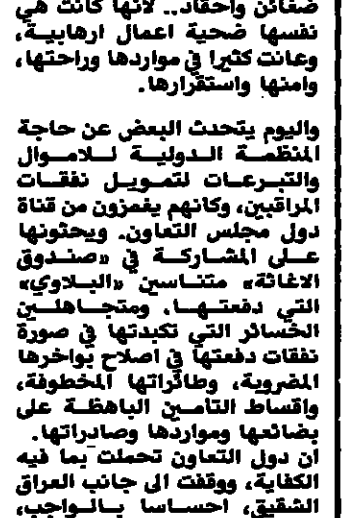 ضغائن واحقاد.. لانها كانت هي
نفسها ضحية اعمال ارهابية،
وعانت كثيرا في مواردها وراحتها،
وامنها واستقرارها.
واليوم يتحدث البعض عن حاجة
المنظمة الدولية للاموال
والتبرعات لتمويل نفقات
المراقبين، وكانهم يغمزون من قناة
دول مجلس التعاون. ويحثونها
على المشاركة في «صندوق
الاغاثة» متناسين «البلاوي»
التي دفعتها. ومتجاهلين
الخسائر التي تكبدتها في صورة
نفقات دفعتها في اصلاح بواخرها
المضروبة، وطائراتها المخطوفة،
واقساط التامين الباهظة على
بضائعها ومواردها وصادراتها.
ان دول التعاون تحملت بما فيه
الكفاية، ووقفت الى جانب العراق
الشقيق، احساسا بالواجب،